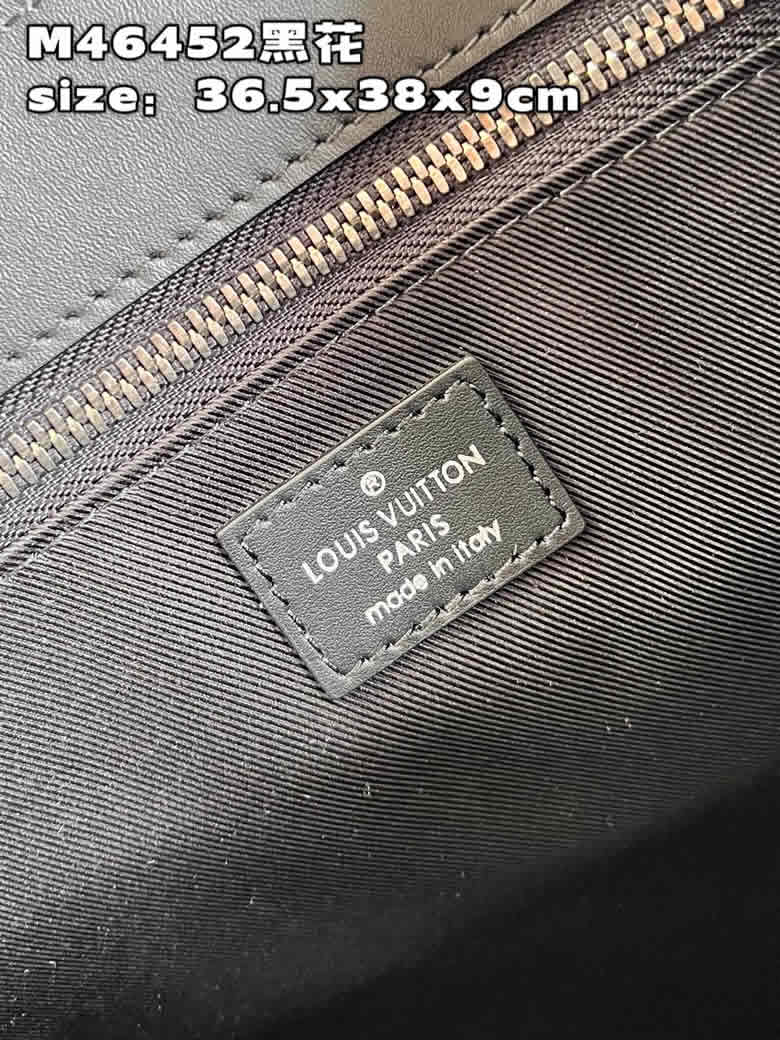 M46452黑花
size：36.5x38x9cm
®
LOUIS VUITTON
PARIS
made in italy